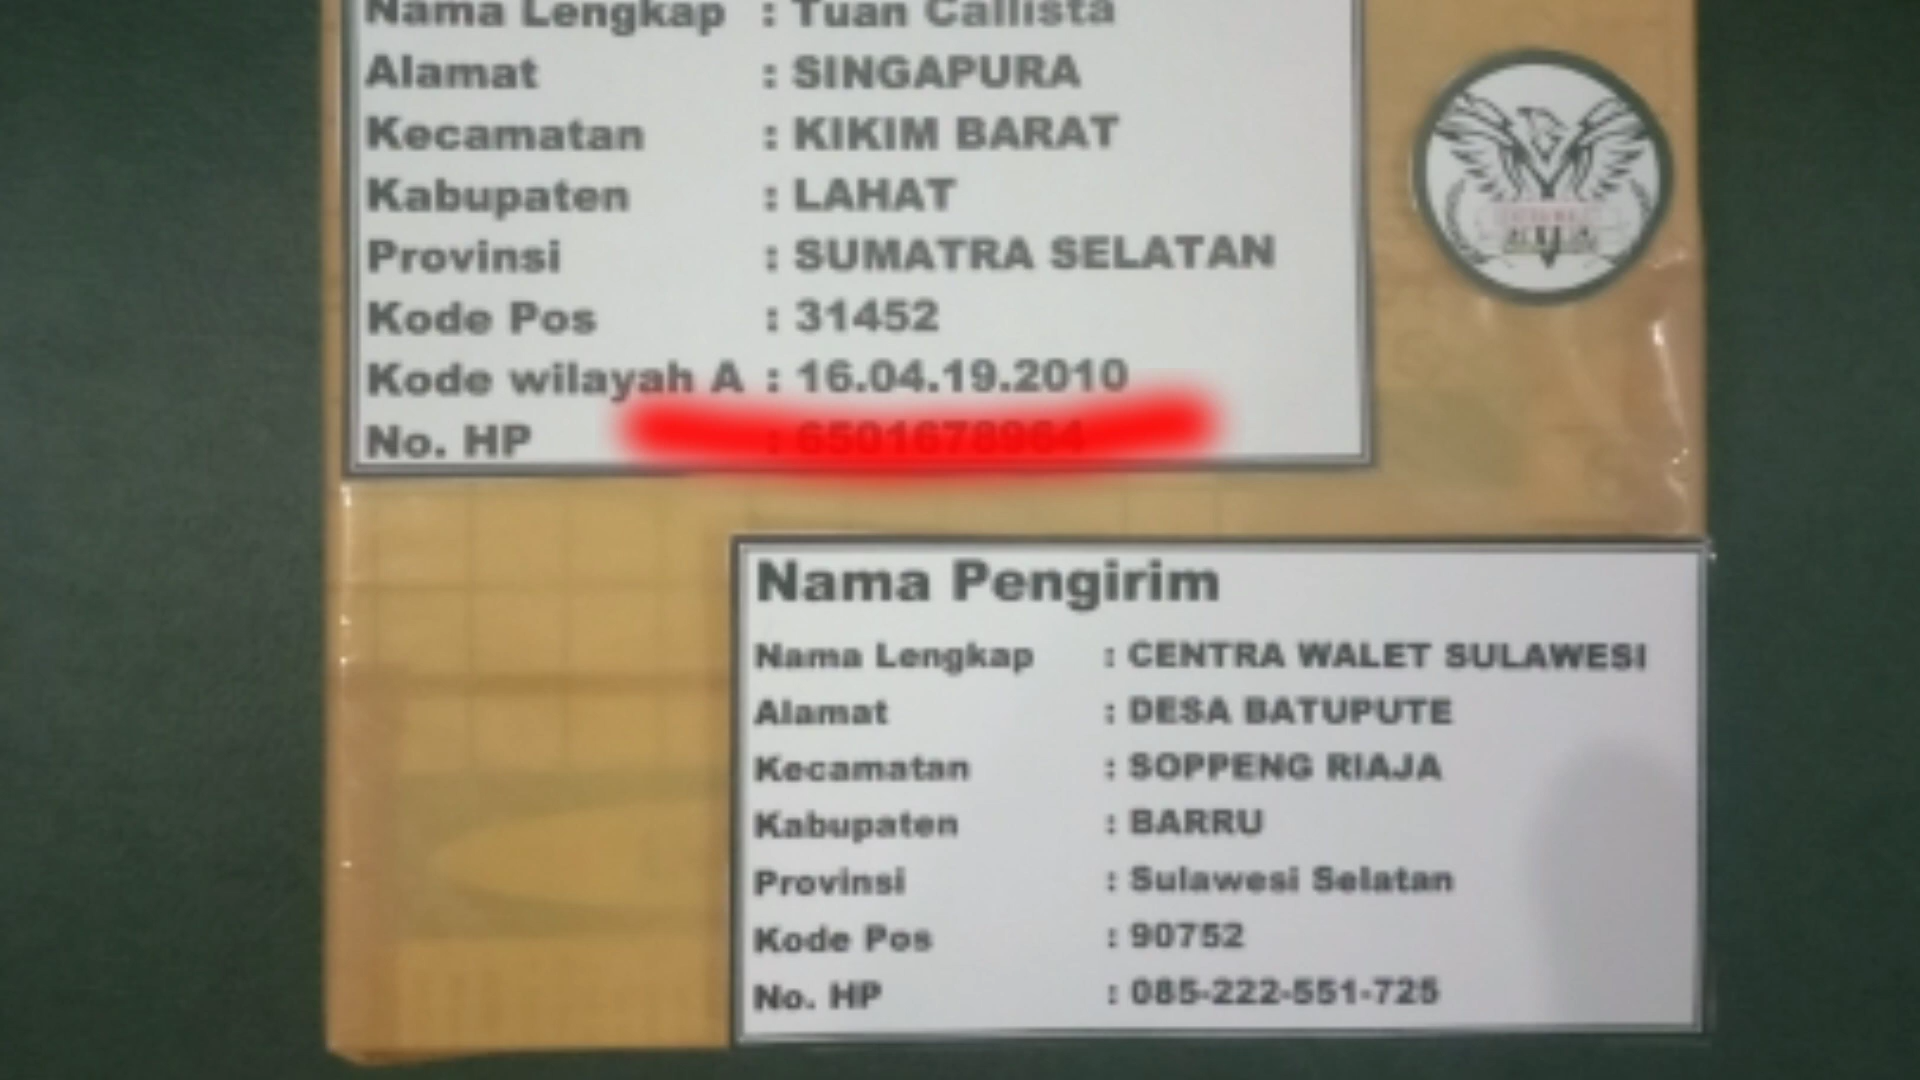 Nama Lengkap : Tuan Callista
Alamat : SINGAPURA
Kecamatan : KIKIM BARAT
Kabupaten : LAHAT
Provinsi : SUMATRA SELATAN
Kode Pos : 31452
Kode wilayah A : 16.04.19.2010
No. HP :
Nama Pengirim
Nama Lengkap : CENTRA WALET SULAWESI
Alamat : DESA BATUPUTE
Kecamatan : SOPPENG RIAJA
Kabupaten : BARRU
Provinsi : Sulawesi Selatan
Kode Pos : 90752
No. HP : 085-222-551-725